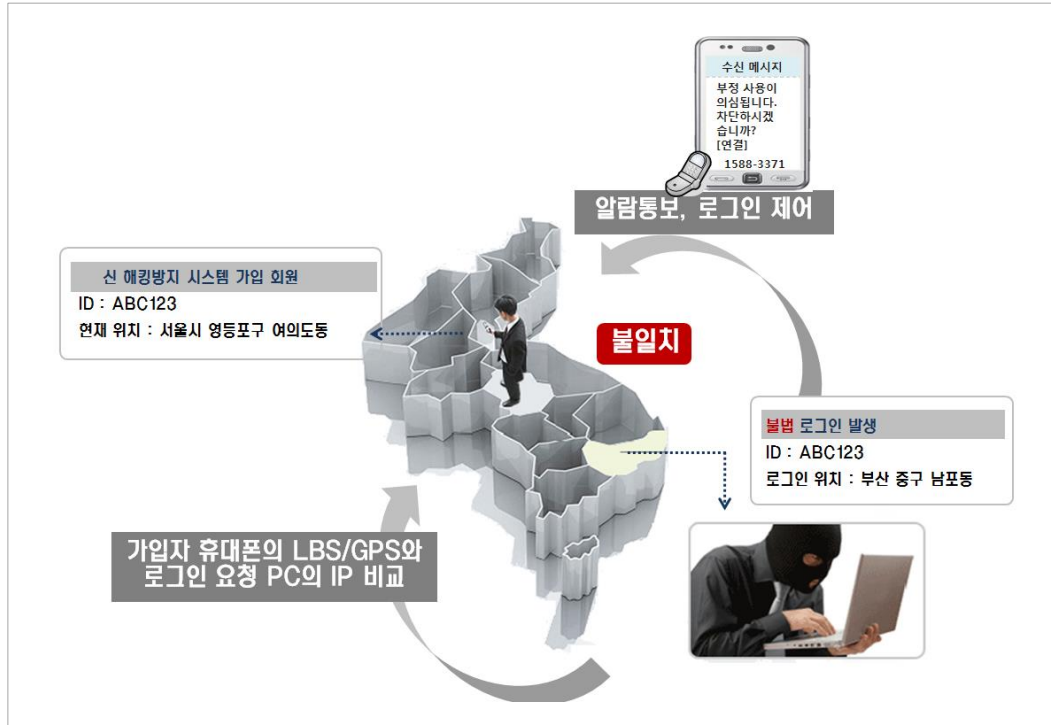 수신 메시지
부정 사용이
의심됩니다.
차단하시겠
습니까?
[연결]
1588-3371
알람통보, 로그인 제어
신 해킹방지 시스템 가입 회원
ID : ABC123
현재 위치 : 서울시 영등포구 여의도동
불일치
불법 로그인 발생
ID : ABC123
로그인 위치 : 부산 중구 남포동
가입자 휴대폰의 LBS/GPS와
로그인 요청 PC의 IP 비교